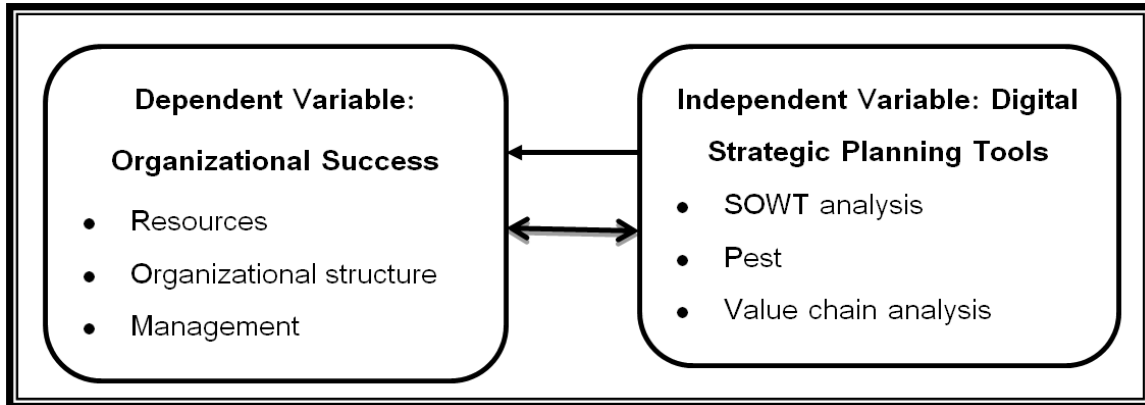 Dependent Variable:
Organizational Success
• Resources
• Organizational structure
• Management
Independent Variable: Digital
Strategic Planning Tools
• SOWT analysis
• Pest
• Value chain analysis